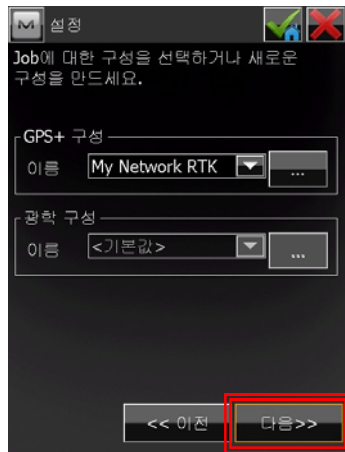 설정
Job에 대한 구성을 선택하거나 새로운
구성을 만드세요.
GPS+ 구성
이름 My Network RTK ...
광학 구성
이름 <기본값> ...
<< 이전 다음>>